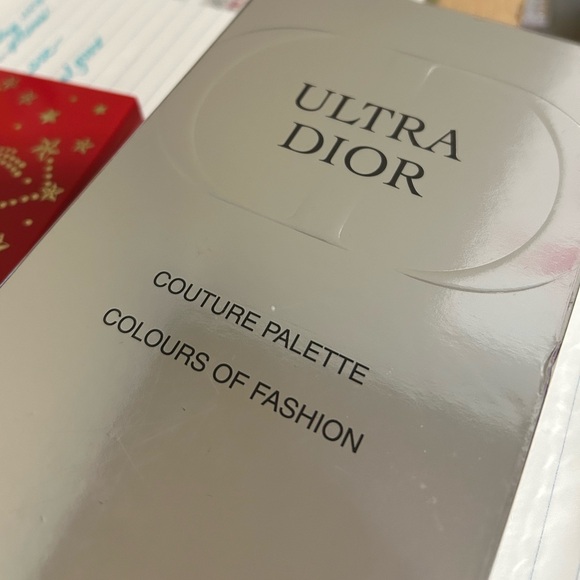 ULTRA
DIOR
COUTURE PALETTE
COLOURS OF FASHION